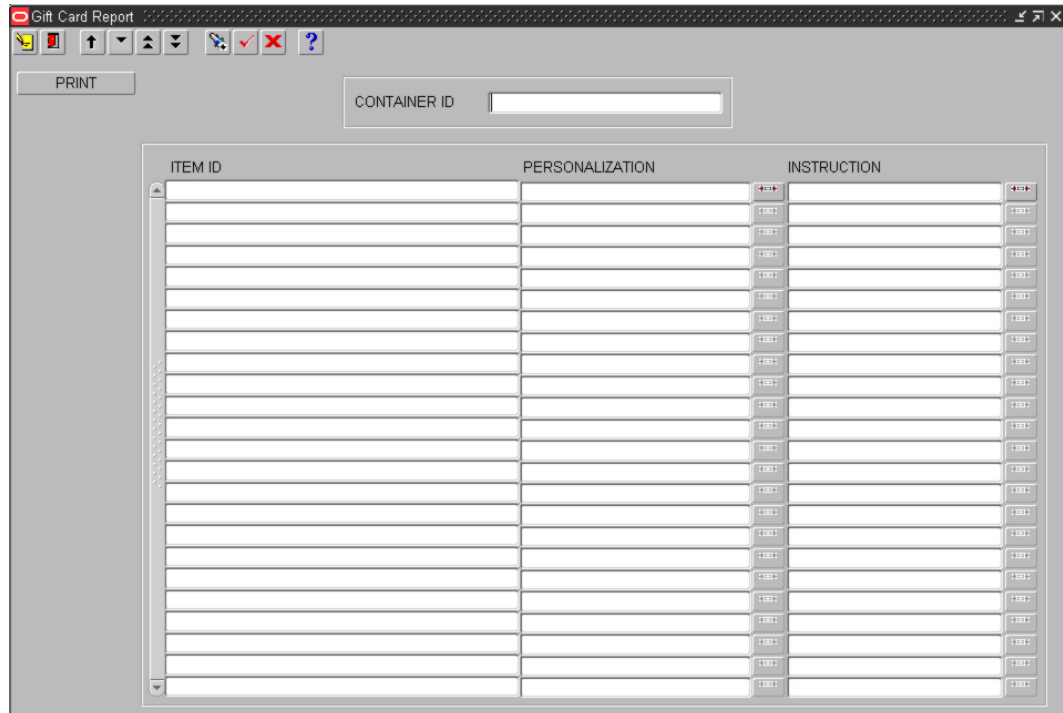 Gift Card Report
PRINT
CONTAINER ID
ITEM ID PERSONALIZATION INSTRUCTION